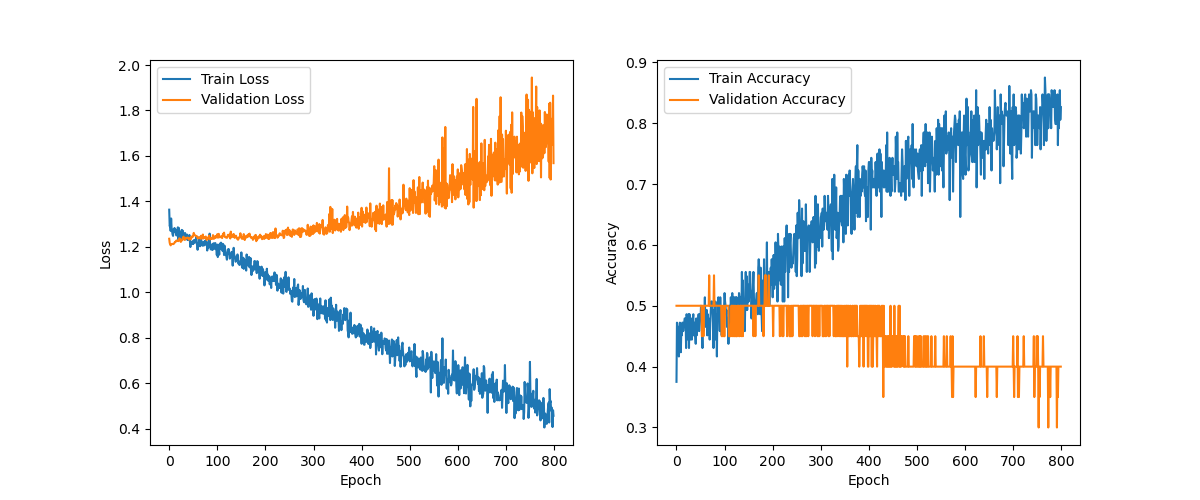 Train Loss
Validation Loss
2.0
1.8
1.6
1.4
1.2
1.0
0.8
0.6
0.4
Loss
0 100 200 300 400 500 600 700 800
Epoch
Train Accuracy
Validation Accuracy
0.9
0.8
0.7
0.6
0.5
0.4
0.3
Accuracy
0 100 200 300 400 500 600 700 800
Epoch